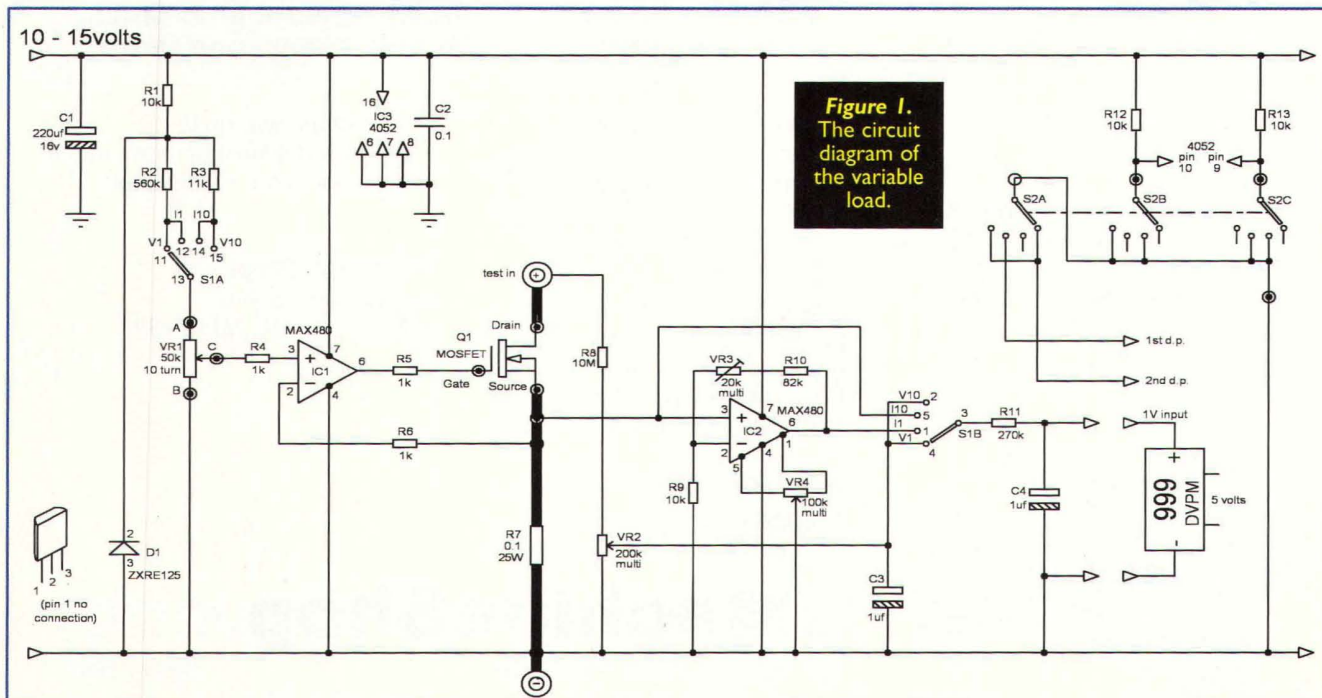 10 - 15volts
C1
220uf
16v
R1
10k
R2
560k
R3
11k
I1
I10
V1
V10
12
14
15
11
13
S1A
A
VR1
50k
10 turn
C
B
R4
1k
MAX480
3
+
7
2
-
IC1
6
4
R5
1k
R6
1k
16
IC3
4052
6
7
8
C2
0.1
test in
+
Q1
MOSFET
Drain
Gate
Source
R8
10M
R7
0.1
25W
VR2
200k
multi
-
VR3
20k
multi
R10
82k
3
+
7
MAX480
6
IC2
1
2
-
5
4
R9
10k
VR4
100k
multi
V10
2
I10
5
I1
1
V1
4
3
S1B
R11
270k
C3
1uf
C4
1uf
Figure 1.
The circuit
diagram of
the variable
load.
R12
10k
R13
10k
4052
pin pin
10 9
S2A
S2B
S2C
1st d.p.
2nd d.p.
1V input
+
999
DVPM
-
5 volts
1
2
3
(pin 1 no
connection)
2
D1
3
ZXRE125